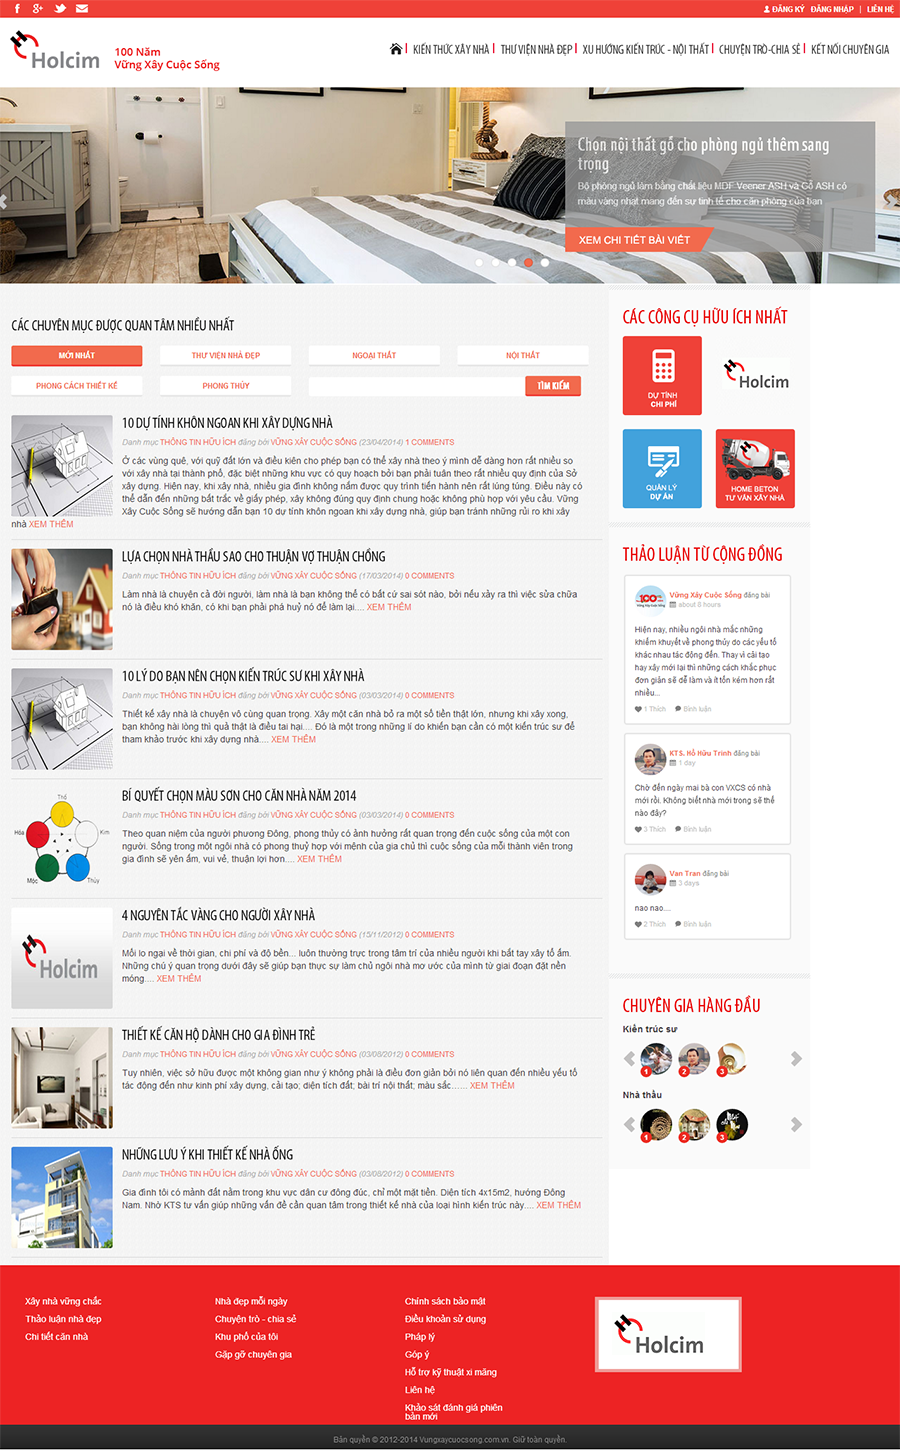 ĐĂNG KÝ ĐĂNG NHẬP | LIÊN HỆ
Holcim
100 Năm
Vững Xây Cuộc Sống
KIẾN THỨC XÂY NHÀ | THƯ VIỆN NHÀ ĐẸP | XU HƯỚNG KIẾN TRÚC - NỘI THẤT | CHUYỆN TRÒ-CHIA SẺ | KẾT NỐI CHUYÊN GIA
Chọn nội thất gỗ cho phòng ngủ thêm sang
trọng
Bộ phòng ngủ làm bằng chất liệu MDF Veener ASH và Gỗ ASH có
màu vàng nhạt mang đến sự tinh tế cho căn phòng của bạn
XEM CHI TIẾT BÀI VIẾT
CÁC CHUYÊN MỤC ĐƯỢC QUAN TÂM NHIỀU NHẤT
MỚI NHẤT
THƯ VIỆN NHÀ ĐẸP
NGOẠI THẤT
NỘI THẤT
PHONG CÁCH THIẾT KẾ
PHONG THỦY
TÌM KIẾM
10 DỰ TÍNH KHÔN NGOAN KHI XÂY DỰNG NHÀ
Danh mục THÔNG TIN HỮU ÍCH đăng bởi VỮNG XÂY CUỘC SỐNG (23/04/2014) 1 COMMENTS
Ở các vùng quê, với quỹ đất lớn và điều kiện cho phép bạn có thể xây nhà theo ý mình dễ dàng hơn rất nhiều so
với xây nhà tại thành phố, đặc biệt những khu vực có quy hoạch bởi bạn phải tuân theo rất nhiều quy định của Sở
xây dựng. Hiện nay, khi xây nhà, nhiều gia đình không nắm được quy trình tiến hành nên rất lúng túng. Điều này có
thể dẫn đến những bất trắc về giấy phép, xây không đúng quy định chung hoặc không phù hợp với yêu cầu. Vững
Xây Cuộc Sống sẽ hướng dẫn bạn 10 dự tính khôn ngoan khi xây dựng nhà, giúp bạn tránh những rủi ro khi xây
nhà XEM THÊM
LỰA CHỌN NHÀ THẦU SAO CHO THUẬN VỢ THUẬN CHỒNG
Danh mục THÔNG TIN HỮU ÍCH đăng bởi VỮNG XÂY CUỘC SỐNG (17/03/2014) 0 COMMENTS
Làm nhà là chuyện cả đời người, làm nhà là bạn không thể có bất cứ sai sót nào, bởi nếu xảy ra thì việc sửa chữa
nó là điều khó khăn, có khi bạn phải phá huỷ nó để làm lại.... XEM THÊM
10 LÝ DO BẠN NÊN CHỌN KIẾN TRÚC SƯ KHI XÂY NHÀ
Danh mục THÔNG TIN HỮU ÍCH đăng bởi VỮNG XÂY CUỘC SỐNG (03/03/2014) 0 COMMENTS
Thiết kế xây nhà là chuyện vô cùng quan trọng. Xây một căn nhà bỏ ra một số tiền thật lớn, nhưng khi xây xong,
bạn không hài lòng thì quả thật là điều tai hại.... Đó là một trong những lí do khiến bạn cần có một kiến trúc sư để
tham khảo trước khi xây dựng nhà.... XEM THÊM
Thổ
Hỏa
Kim
Mộc
Thủy
BÍ QUYẾT CHỌN MÀU SƠN CHO CĂN NHÀ NĂM 2014
Danh mục THÔNG TIN HỮU ÍCH đăng bởi VỮNG XÂY CUỘC SỐNG (03/03/2014) 0 COMMENTS
Theo quan niệm của người phương Đông, phong thủy có ảnh hưởng rất quan trọng đến cuộc sống của một con
người. Sống trong một ngôi nhà có phong thuỷ hợp với mệnh của gia chủ thì cuộc sống của mỗi thành viên trong
gia đình sẽ yên ấm, vui vẻ, thuận lợi hơn.... XEM THÊM
Holcim
4 NGUYÊN TẮC VÀNG CHO NGƯỜI XÂY NHÀ
Danh mục THÔNG TIN HỮU ÍCH đăng bởi VỮNG XÂY CUỘC SỐNG (15/11/2012) 0 COMMENTS
Mối lo ngại về thời gian, chi phí và độ bền... luôn thường trực trong tâm trí của nhiều người khi bắt tay xây tổ ấm.
Những chú ý quan trọng dưới đây sẽ giúp bạn thực sự làm chủ ngôi nhà mơ ước của mình từ giai đoạn đặt nền
móng.... XEM THÊM
THIẾT KẾ CĂN HỘ DÀNH CHO GIA ĐÌNH TRẺ
Danh mục THÔNG TIN HỮU ÍCH đăng bởi VỮNG XÂY CUỘC SỐNG (03/08/2012) 0 COMMENTS
Tuy nhiên, việc sở hữu được một không gian như ý không phải là điều đơn giản bởi nó liên quan đến nhiều yếu tố
tác động đến như kinh phí xây dựng, cải tạo; diện tích đất; bài trí nội thất; màu sắc...... XEM THÊM
NHỮNG LƯU Ý KHI THIẾT KẾ NHÀ ỐNG
Danh mục THÔNG TIN HỮU ÍCH đăng bởi VỮNG XÂY CUỘC SỐNG (03/08/2012) 0 COMMENTS
Gia đình tôi có mảnh đất nằm trong khu vực dân cư đông đúc, chỉ một mặt tiền. Diện tích 4x15m2, hướng Đông
Nam. Nhờ KTS tư vấn giúp những vấn đề cần quan tâm trong thiết kế nhà của loại hình kiến trúc này.... XEM THÊM
CÁC CÔNG CỤ HỮU ÍCH NHẤT
DỰ TÍNH
CHI PHÍ
Holcim
QUẢN LÝ
DỰ ÁN
HOME BETON
TƯ VẤN XÂY NHÀ
THẢO LUẬN TỪ CỘNG ĐỒNG
Vững Xây Cuộc Sống đăng bài
about 8 hours
Hiện nay, nhiều ngôi nhà mắc những
khiếm khuyết về phong thủy do các yếu tố
khác nhau tác động đến. Thay vì cải tạo
hay xây mới lại thì những cách khắc phục
đơn giản sẽ dễ làm và ít tốn kém hơn rất
nhiều...
1 Thích Bình luận
KTS. Hồ Hữu Trinh đăng bài
1 day
Chờ đến ngày mai bà con VXCS có nhà
mới rồi. Không biết nhà mới trong sẽ thế
nào đây?
3 Thích Bình luận
Van Tran đăng bài
3 days
nao nao....
2 Thích Bình luận
CHUYÊN GIA HÀNG ĐẦU
Kiến trúc sư
1 2 3
Nhà thầu
1 2 3
Xây nhà vững chắc
Thảo luận nhà đẹp
Chi tiết căn nhà
Nhà đẹp mỗi ngày
Chuyện trò - chia sẻ
Khu phố của tôi
Gặp gỡ chuyên gia
Chính sách bảo mật
Điều khoản sử dụng
Pháp lý
Góp ý
Hỗ trợ kỹ thuật xi măng
Liên hệ
Khảo sát đánh giá phiên
bản mới
Holcim
Bản quyền © 2012-2014 Vungxaycuocsong.com.vn. Giữ toàn quyền.